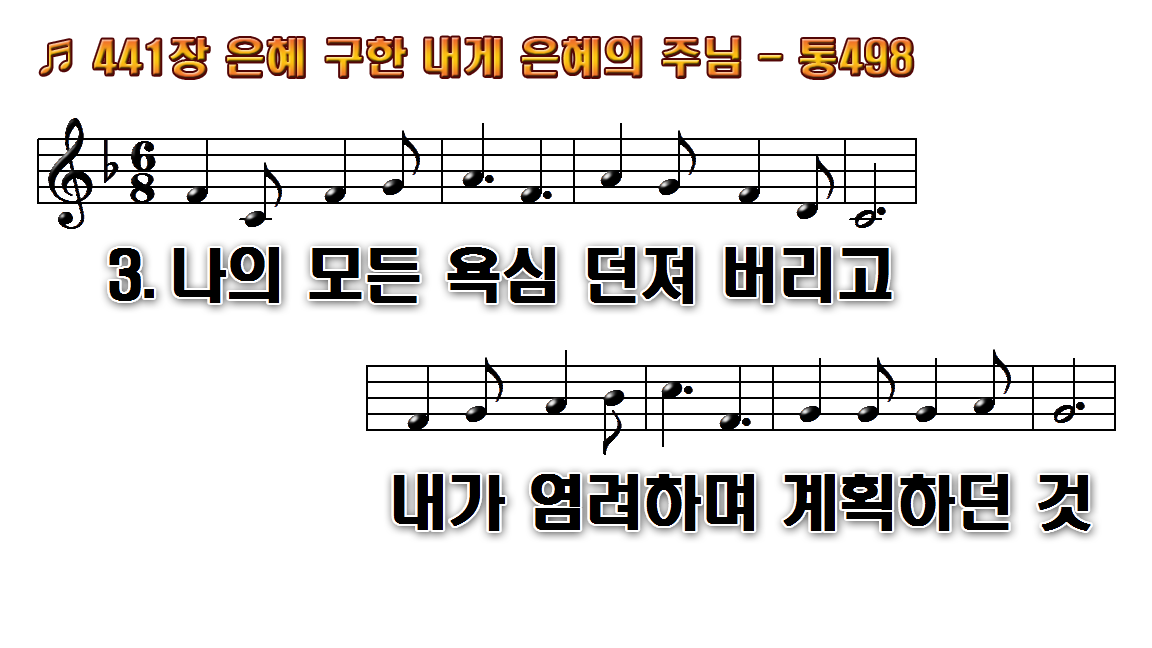 ♬ 441장 은혜 구한 내게 은혜의 주님 - 통498
6
8
3. 나의 모든 욕심 던져 버리고
내가 염려하며 계획하던 것